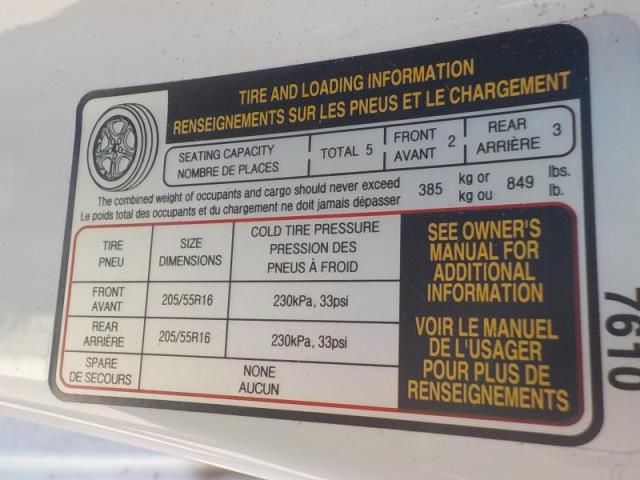 TIRE AND LOADING INFORMATION
RENSEIGNEMENTS SUR LES PNEUS ET LE CHARGEMENT
SEATING CAPACITY
NOMBRE DE PLACES
TOTAL 5
FRONT
AVANT
2
REAR
ARRIÈRE
3
The combined weight of occupants and cargo should never exceed
Le poids total des occupants et du chargement ne doit jamais dépasser
385
kg or
kg ou
849
lbs.
lb.
TIRE
PNEU
SIZE
DIMENSIONS
COLD TIRE PRESSURE
PRESSION DES
PNEUS À FROID
FRONT
AVANT
205/55R16
230kPa, 33psi
REAR
ARRIÈRE
205/55R16
230kPa, 33psi
SPARE
DE SECOURS
NONE
AUCUN
SEE OWNER'S
MANUAL FOR
ADDITIONAL
INFORMATION
VOIR LE MANUEL
DE L'USAGER
POUR PLUS DE
RENSEIGNEMENTS
7610